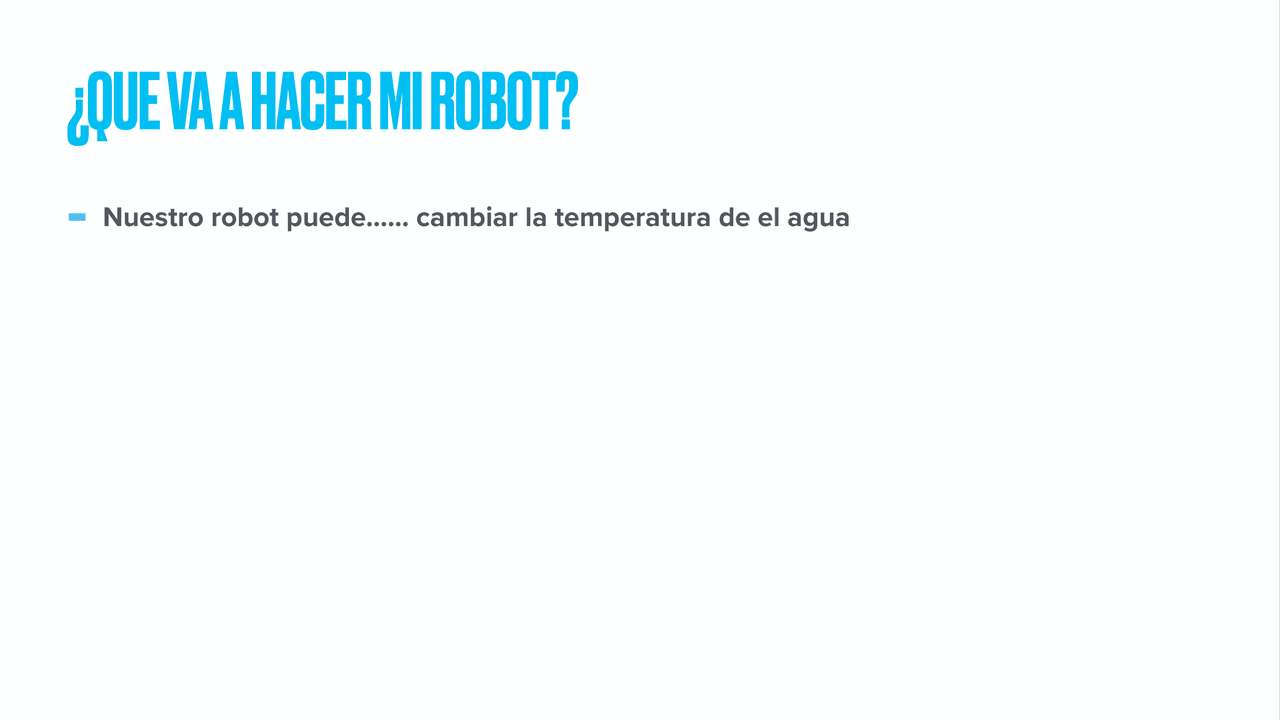 ¿QUE VA A HACER MI ROBOT?
Nuestro robot puede...... cambiar la temperatura de el agua